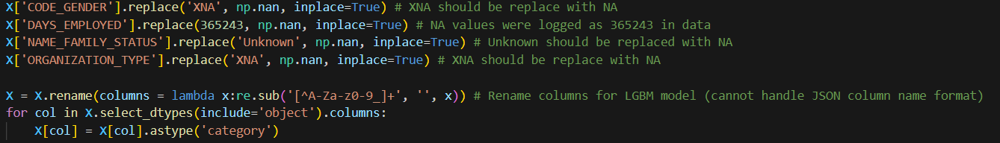 X['CODE_GENDER'].replace('XNA', np.nan, inplace=True) # XNA should be replace with NA
X['DAYS_EMPLOYED'].replace(365243, np.nan, inplace=True) # NA values were logged as 365243 in data
X['NAME_FAMILY_STATUS'].replace('Unknown', np.nan, inplace=True) # Unknown should be replaced with NA
X['ORGANIZATION_TYPE'].replace('XNA', np.nan, inplace=True) # XNA should be replace with NA
X = X.rename(columns = lambda x:re.sub('[^A-Za-z0-9_]+', '', x)) # Rename columns for LGBM model (cannot handle JSON column name format)
for col in X.select_dtypes(include='object').columns:
    X[col] = X[col].astype('category')